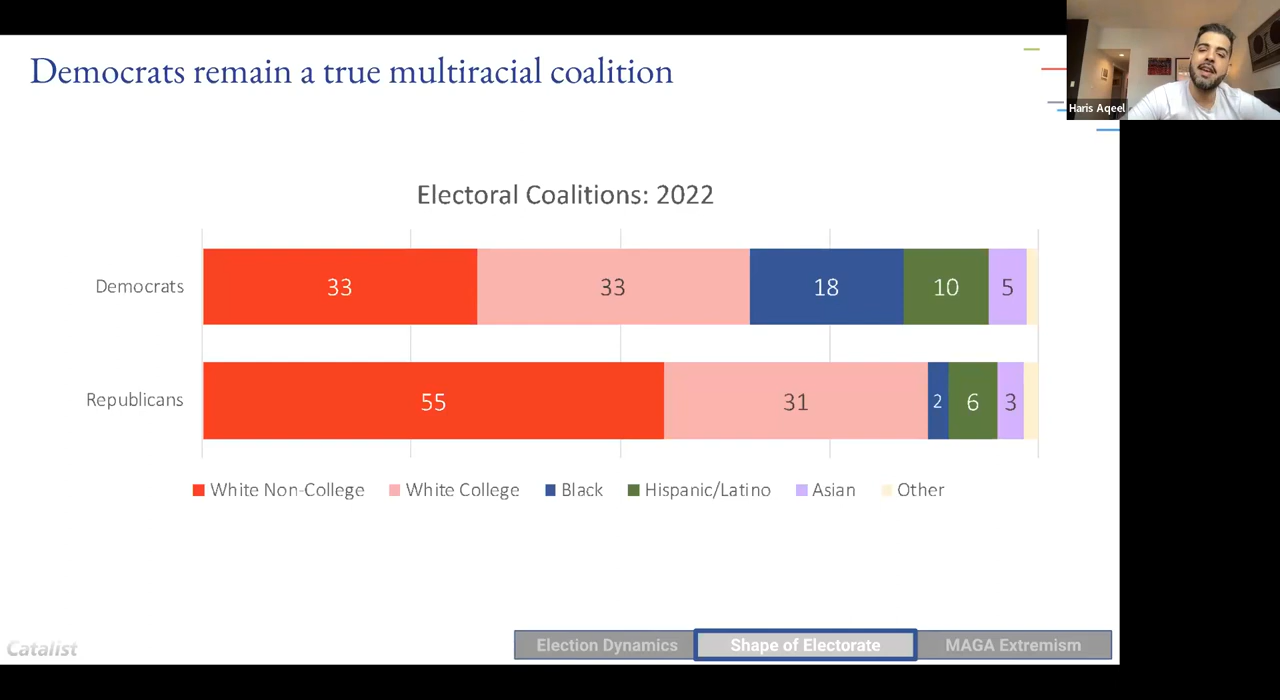 Democrats remain a true multiracial coalition
Haris Aqeel
Electoral Coalitions: 2022
Democrats 33 33 18 10 5
Republicans 55 31 2 6 3
White Non-College White College Black Hispanic/Latino Asian Other
Catalist Election Dynamics Shape of Electorate MAGA Extremism